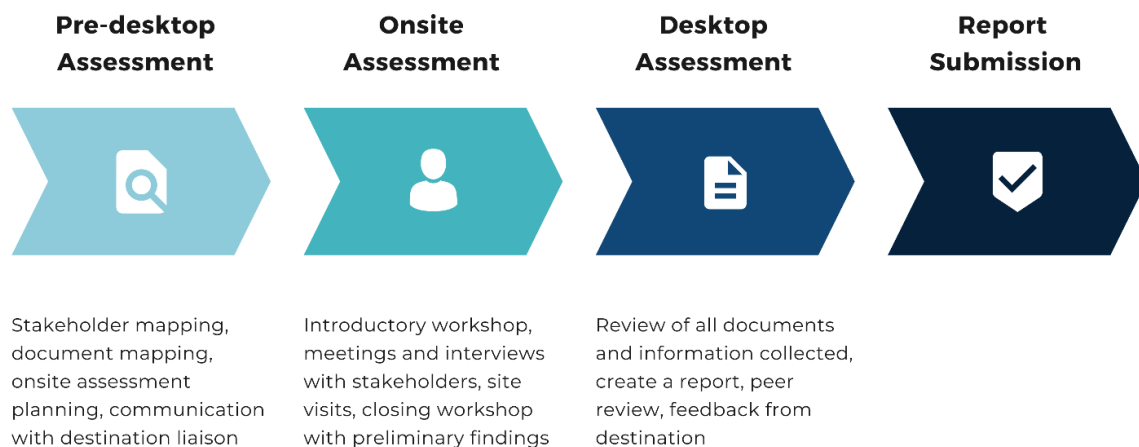 Pre-desktop
Assessment
Onsite
Assessment
Desktop
Assessment
Report
Submission
Stakeholder mapping,
document mapping,
onsite assessment
planning, communication
with destination liaison
Introductory workshop,
meetings and interviews
with stakeholders, site
visits, closing workshop
with preliminary findings
Review of all documents
and information collected,
create a report, peer
review, feedback from
destination